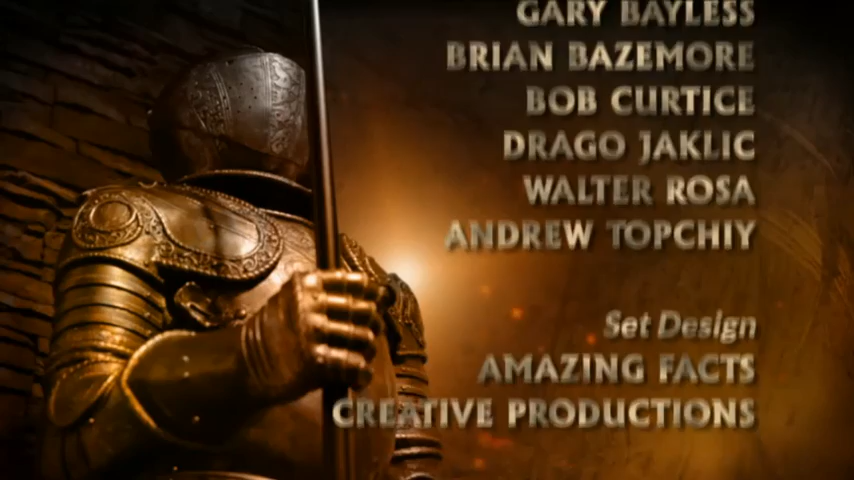 GARY BAYLESS
BRIAN BAZEMORE
BOB CURTICE
DRAGO JAKLIC
WALTER ROSA
ANDREW TOPCHIY
Set Design
AMAZING FACTS
CREATIVE PRODUCTIONS